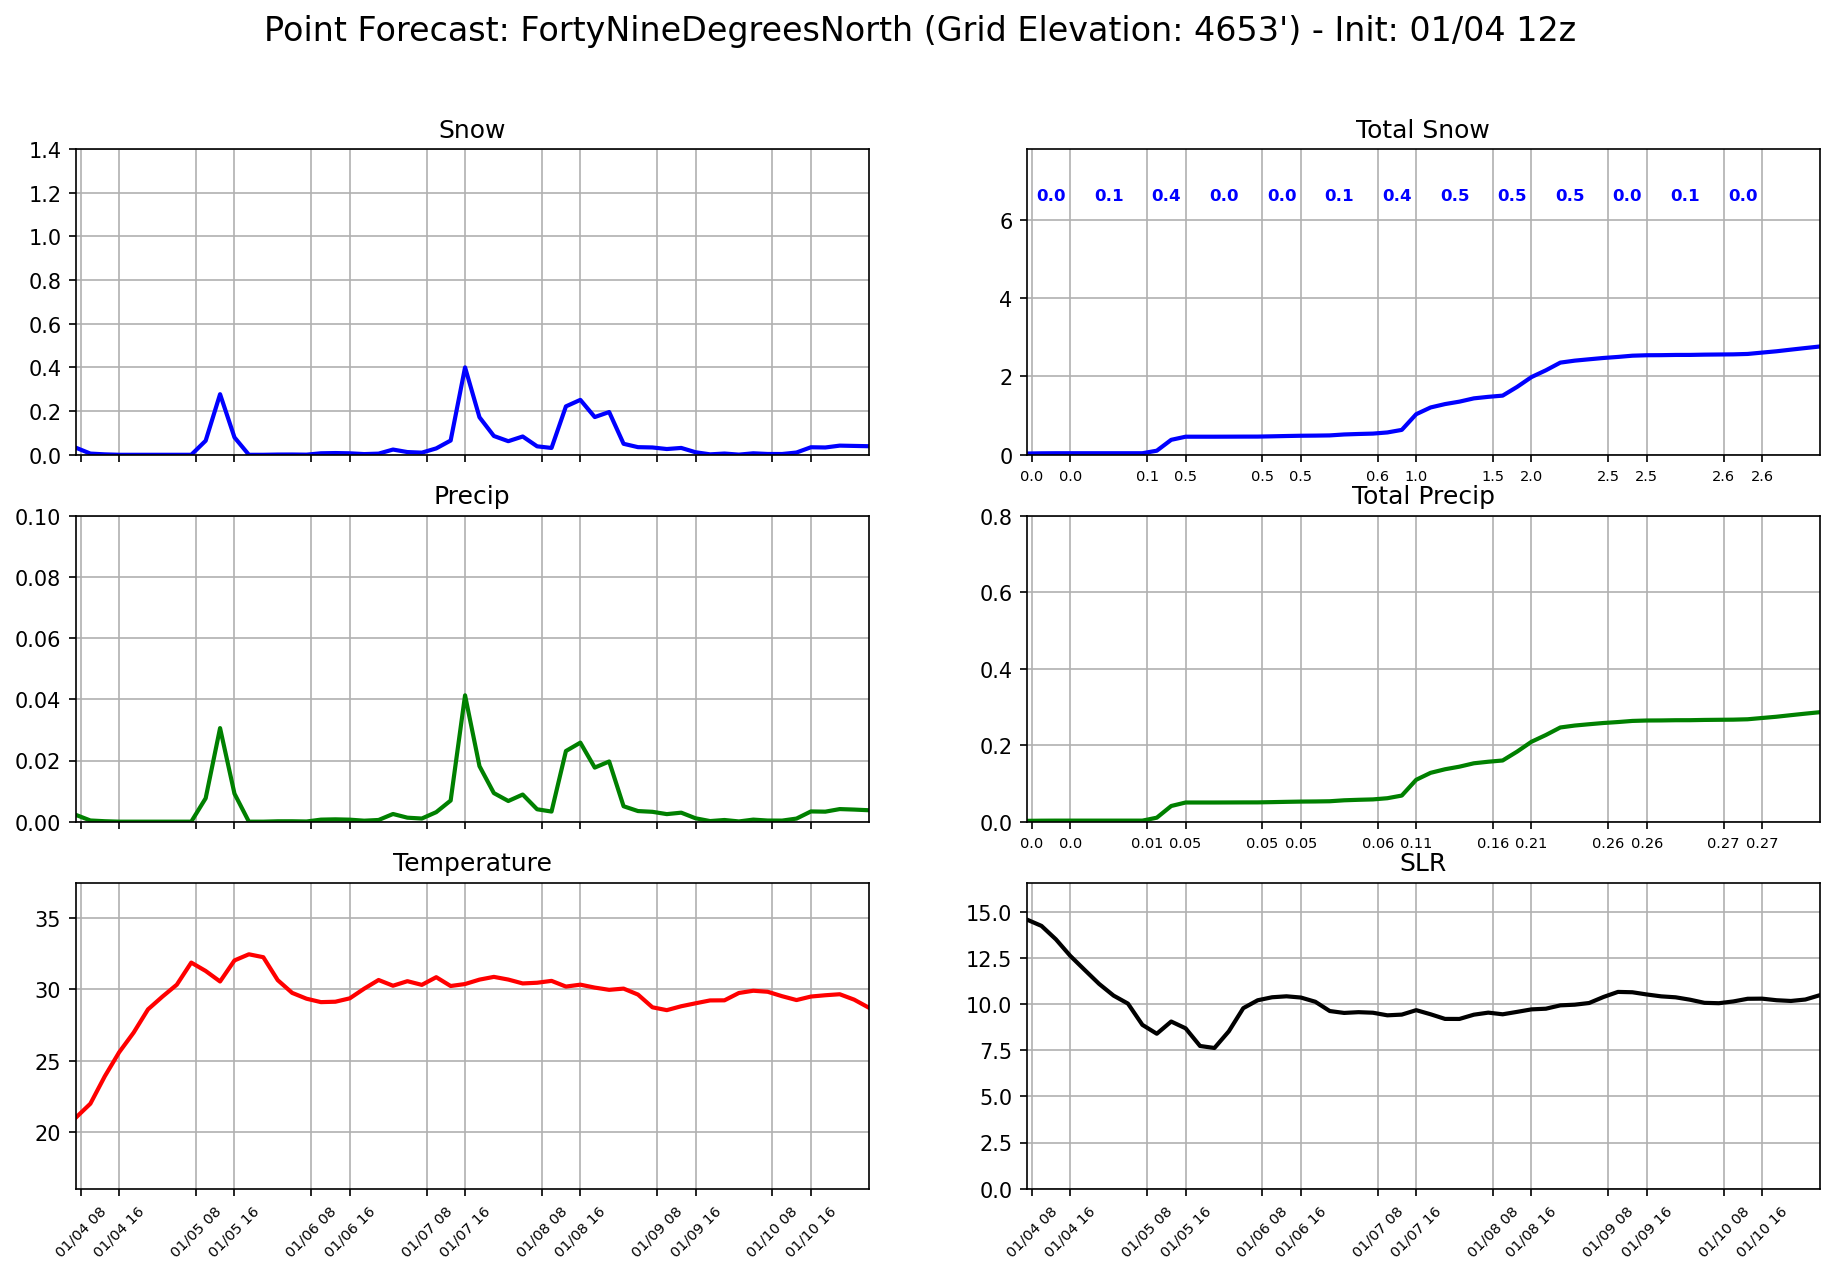 Point Forecast: FortyNineDegreesNorth (Grid Elevation: 4653') - Init: 01/04 12z
Snow
1.4
1.2
1.0
0.8
0.6
0.4
0.2
0.0
Total Snow
0.0 0.1 0.4 0.0 0.0 0.1 0.4 0.5 0.5 0.5 0.0 0.1 0.0
6
4
2
0
0.0 0.0 0.1 0.5 0.5 0.5 0.6 1.0 1.5 2.0 2.5 2.5 2.6 2.6
Precip
0.10
0.08
0.06
0.04
0.02
0.00
Total Precip
0.8
0.6
0.4
0.2
0.0
0.0 0.0 0.01 0.05 0.05 0.05 0.06 0.11 0.16 0.21 0.26 0.26 0.27 0.27
Temperature
35
30
25
20
01/04 08 01/04 16 01/05 08 01/05 16 01/06 08 01/06 16 01/07 08 01/07 16 01/08 08 01/08 16 01/09 08 01/09 16 01/10 08 01/10 16
SLR
15.0
12.5
10.0
7.5
5.0
2.5
0.0
01/04 08 01/04 16 01/05 08 01/05 16 01/06 08 01/06 16 01/07 08 01/07 16 01/08 08 01/08 16 01/09 08 01/09 16 01/10 08 01/10 16